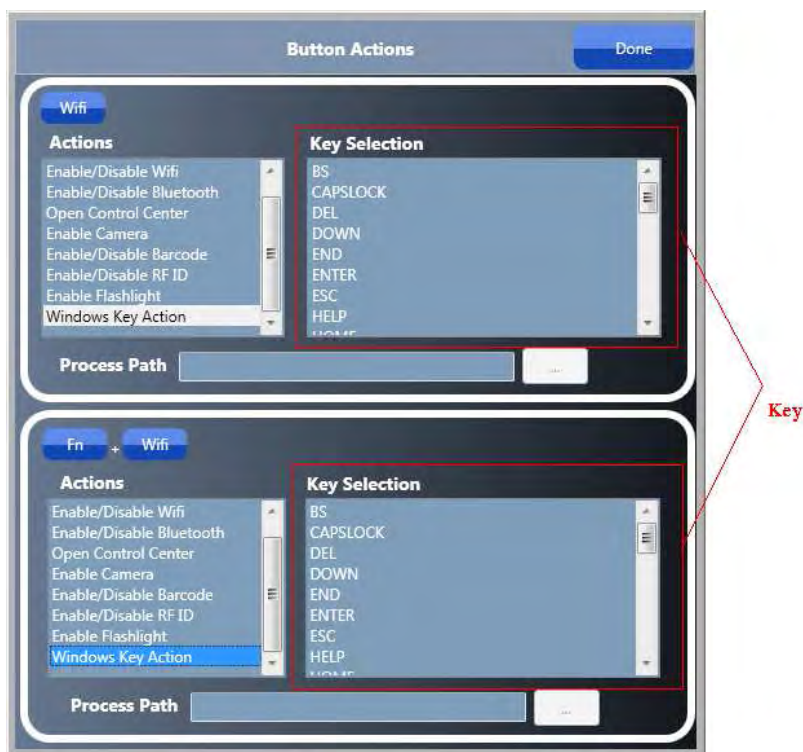 Button Actions
Done
Wifi
Actions
Key Selection
Enable/Disable Wifi
Enable/Disable Bluetooth
Open Control Center
Enable Camera
Enable/Disable Barcode
Enable/Disable RF ID
Enable Flashlight
Windows Key Action
BS
CAPSLOCK
DEL
DOWN
END
ENTER
ESC
HELP
HOME
Process Path
...
Key
Fn + Wifi
Actions
Key Selection
Enable/Disable Wifi
Enable/Disable Bluetooth
Open Control Center
Enable Camera
Enable/Disable Barcode
Enable/Disable RF ID
Enable Flashlight
Windows Key Action
BS
CAPSLOCK
DEL
DOWN
END
ENTER
ESC
HELP
HOME
Process Path
...